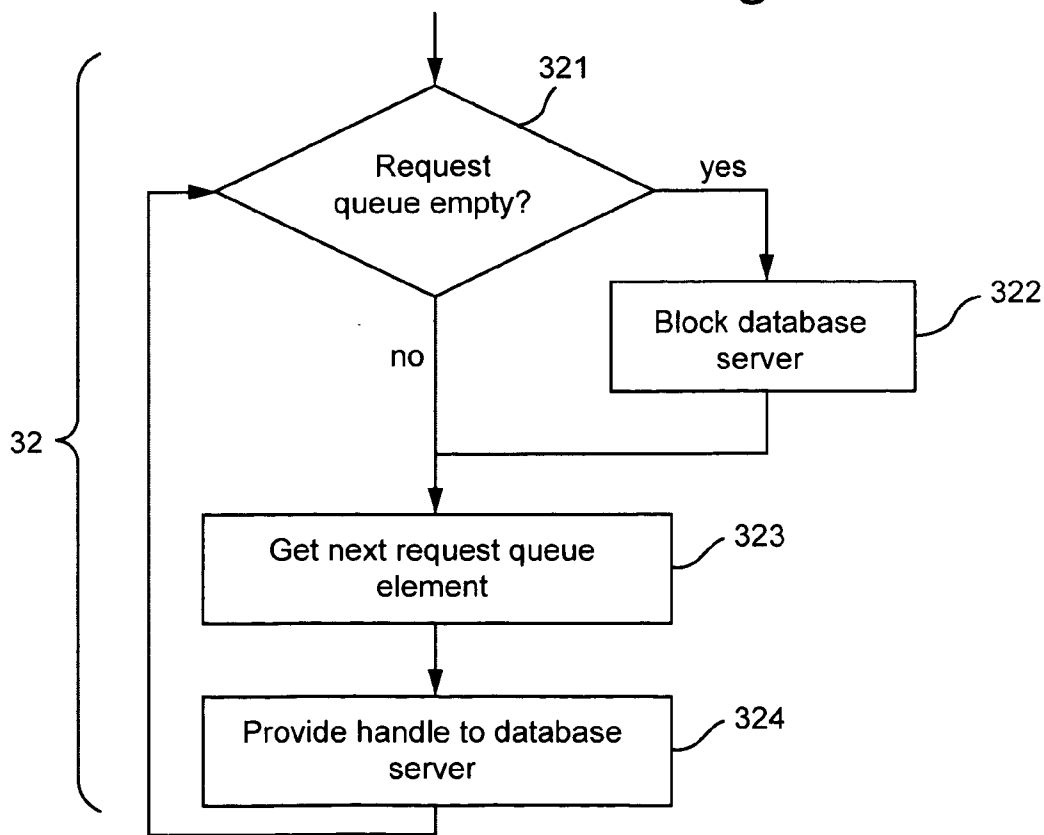 321
Request
queue empty?
yes
322
Block database
server
no
32
323
Get next request queue
element
324
Provide handle to database
server